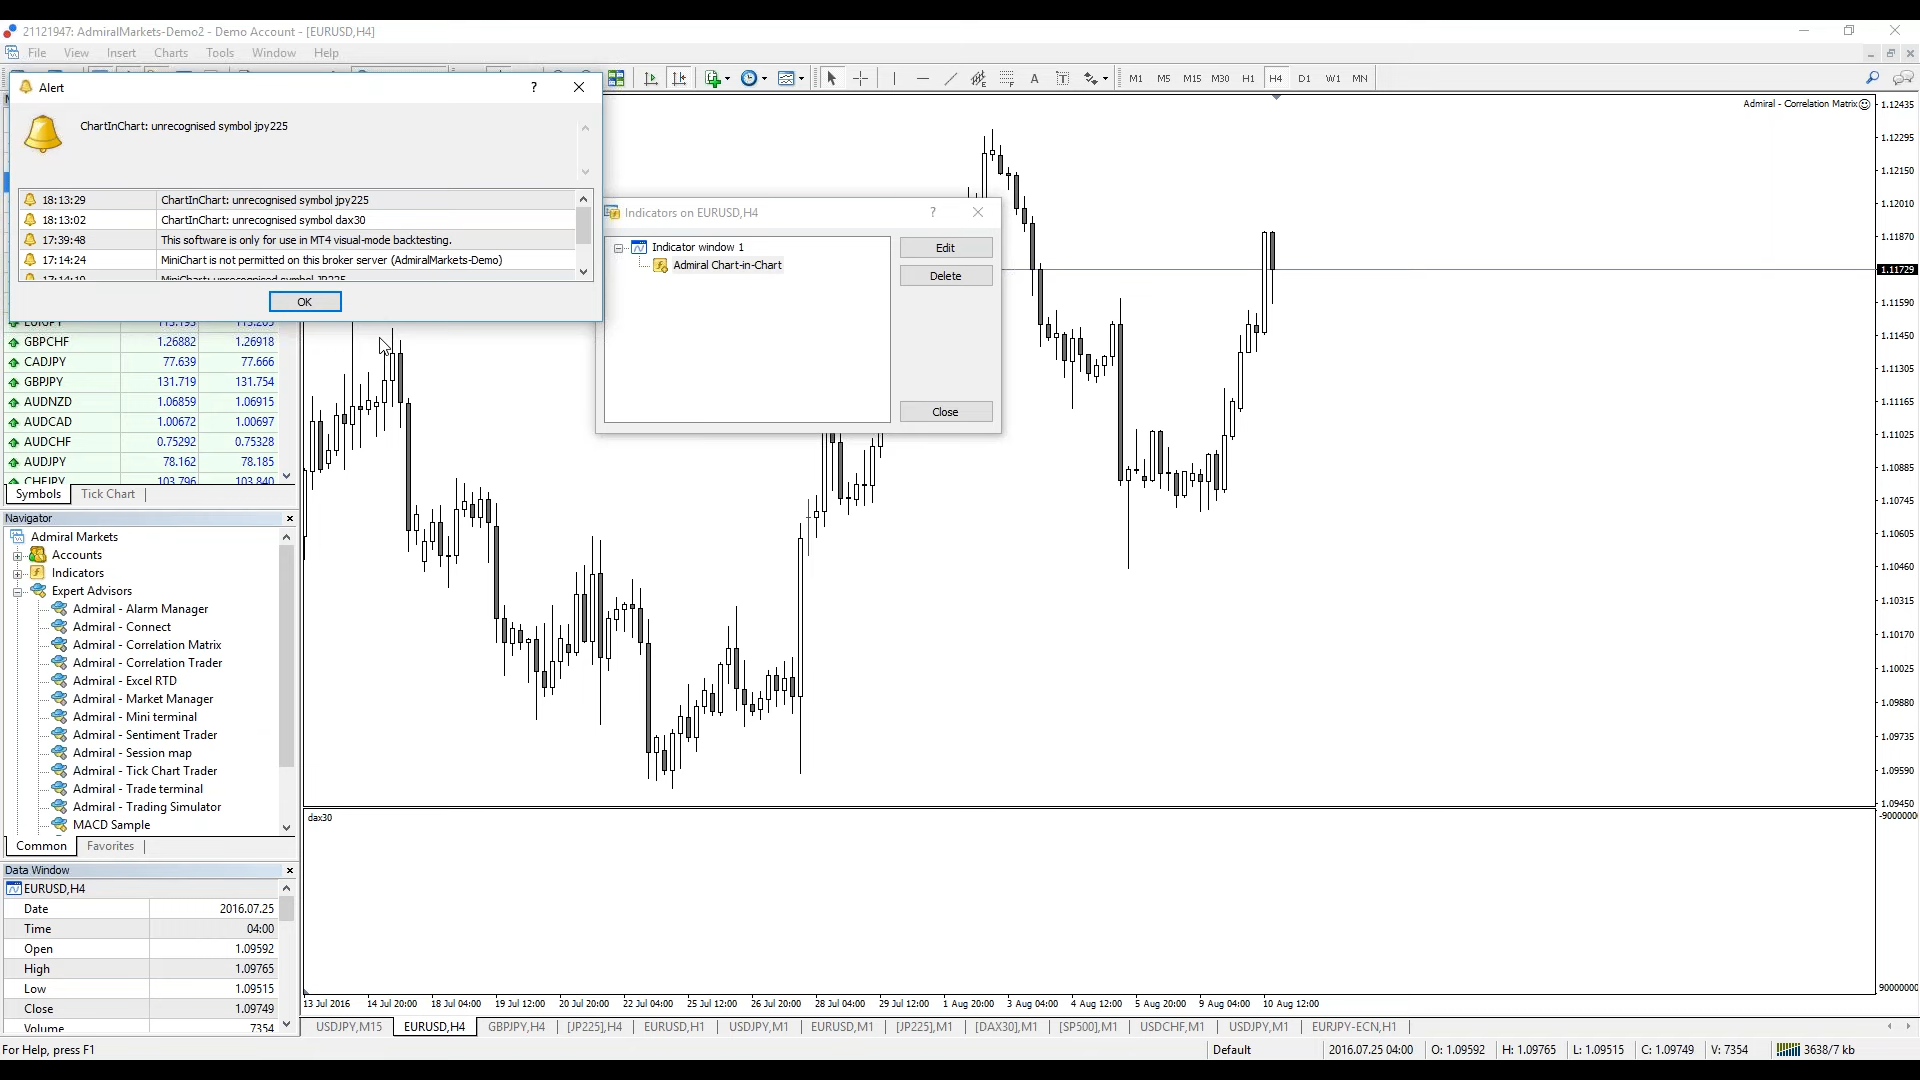 21121947: AdmiralMarkets-Demo2 - Demo Account - [EURUSD,H4]
File View Insert Charts Tools Window Help
A T M1 M5 M15 M30 H1 H4 D1 W1 MN
Alert ?
ChartInChart: unrecognised symbol jpy225
18:13:29 ChartInChart: unrecognised symbol jpy225
18:13:02 ChartInChart: unrecognised symbol dax30
17:39:48 This software is only for use in MT4 visual-mode backtesting.
17:14:24 MiniChart is not permitted on this broker server (AdmiralMarkets-Demo)
17:14:19 MiniChart: unrecognised symbol JP225
OK
Indicators on EURUSD,H4 ?
Indicator window 1
Admiral Chart-in-Chart
Edit
Delete
Close
Admiral - Correlation Matrix
1.12435
1.12295
1.12150
1.12010
1.11870
1.11729
1.11590
1.11450
1.11305
1.11165
1.11025
1.10885
1.10745
1.10605
1.10460
1.10315
1.10170
1.10025
1.09880
1.09735
1.09590
1.09450
EURJPY 113.193 113.205
GBPCHF 1.26882 1.26918
CADJPY 77.639 77.666
GBPJPY 131.719 131.754
AUDNZD 1.06859 1.06915
AUDCAD 1.00672 1.00697
AUDCHF 0.75292 0.75328
AUDJPY 78.162 78.185
CHFJPY 103.796 103.840
Symbols Tick Chart
Navigator
Admiral Markets
Accounts
Indicators
Expert Advisors
Admiral - Alarm Manager
Admiral - Connect
Admiral - Correlation Matrix
Admiral - Correlation Trader
Admiral - Excel RTD
Admiral - Market Manager
Admiral - Mini terminal
Admiral - Sentiment Trader
Admiral - Session map
Admiral - Tick Chart Trader
Admiral - Trade terminal
Admiral - Trading Simulator
MACD Sample
Common Favorites
Data Window
EURUSD,H4
Date 2016.07.25
Time 04:00
Open 1.09592
High 1.09765
Low 1.09515
Close 1.09749
Volume 7354
dax30
-9000000
90000000
13 Jul 2016 14 Jul 20:00 18 Jul 04:00 19 Jul 12:00 20 Jul 20:00 22 Jul 04:00 25 Jul 12:00 26 Jul 20:00 28 Jul 04:00 29 Jul 12:00 1 Aug 20:00 3 Aug 04:00 4 Aug 12:00 5 Aug 20:00 9 Aug 04:00 10 Aug 12:00
USDJPY,M15 EURUSD,H4 GBPJPY,H4 [JP225],H4 EURUSD,H1 USDJPY,M1 EURUSD,M1 [JP225],M1 [DAX30],M1 [SP500],M1 USDCHF,M1 USDJPY,M1 EURJPY-ECN,H1
For Help, press F1 Default 2016.07.25 04:00 O: 1.09592 H: 1.09765 L: 1.09515 C: 1.09749 V: 7354 3638/7 kb